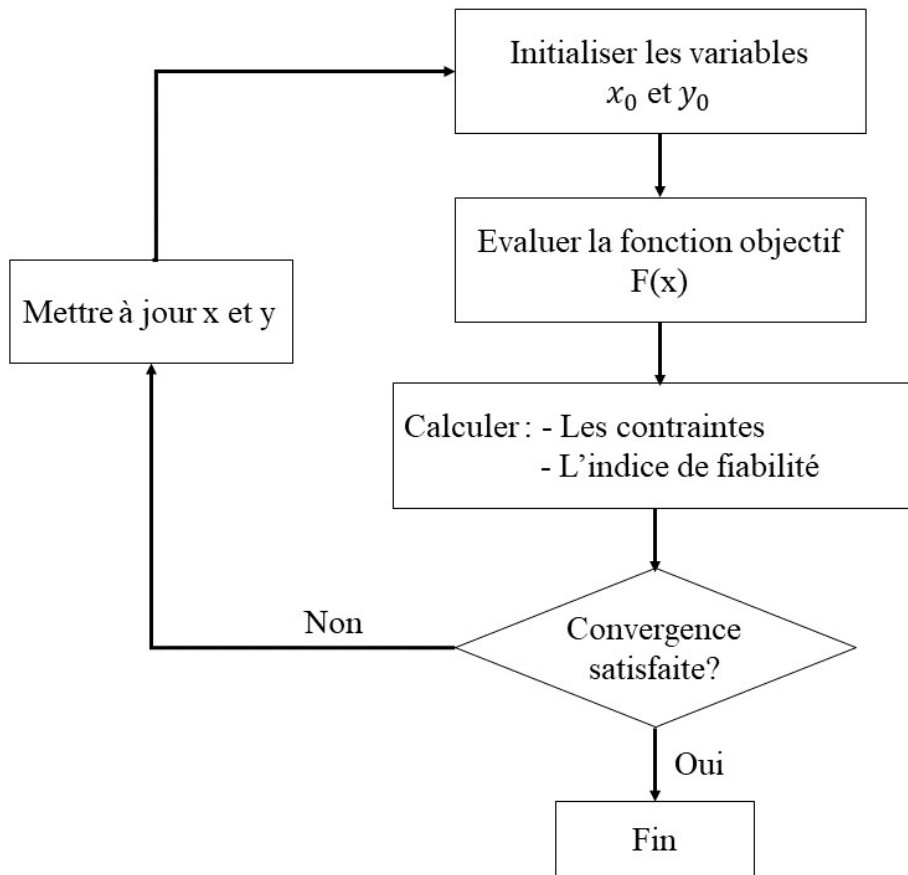 Initialiser les variables
𝑥₀ et 𝑦₀
Evaluer la fonction objectif
F(x)
Mettre à jour x et y
Calculer : - Les contraintes
- L’indice de fiabilité
Non
Convergence
satisfaite?
Oui
Fin